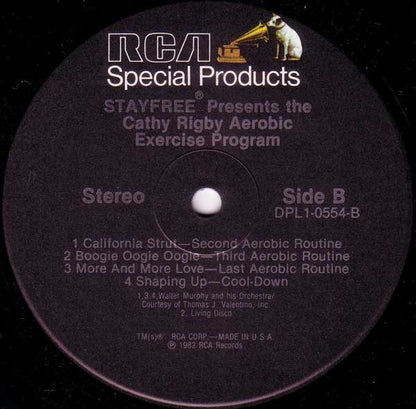 RCA
Special Products
STAYFREE® Presents the
Cathy Rigby Aerobic
Exercise Program
Stereo
Side B
DPL1-0554-B
1 California Strut—Second Aerobic Routine
2 Boogie Oogie Oogie—Third Aerobic Routine
3 More And More Love—Last Aerobic Routine
4 Shaping Up—Cool-Down
1,3,4, Walter Murphy and his Orchestra/
Courtesy of Thomas J. Valentino, Inc.
2. Living Disco
TM(s)® RCA CORP.—MADE IN U.S.A.
℗ 1982 RCA Records